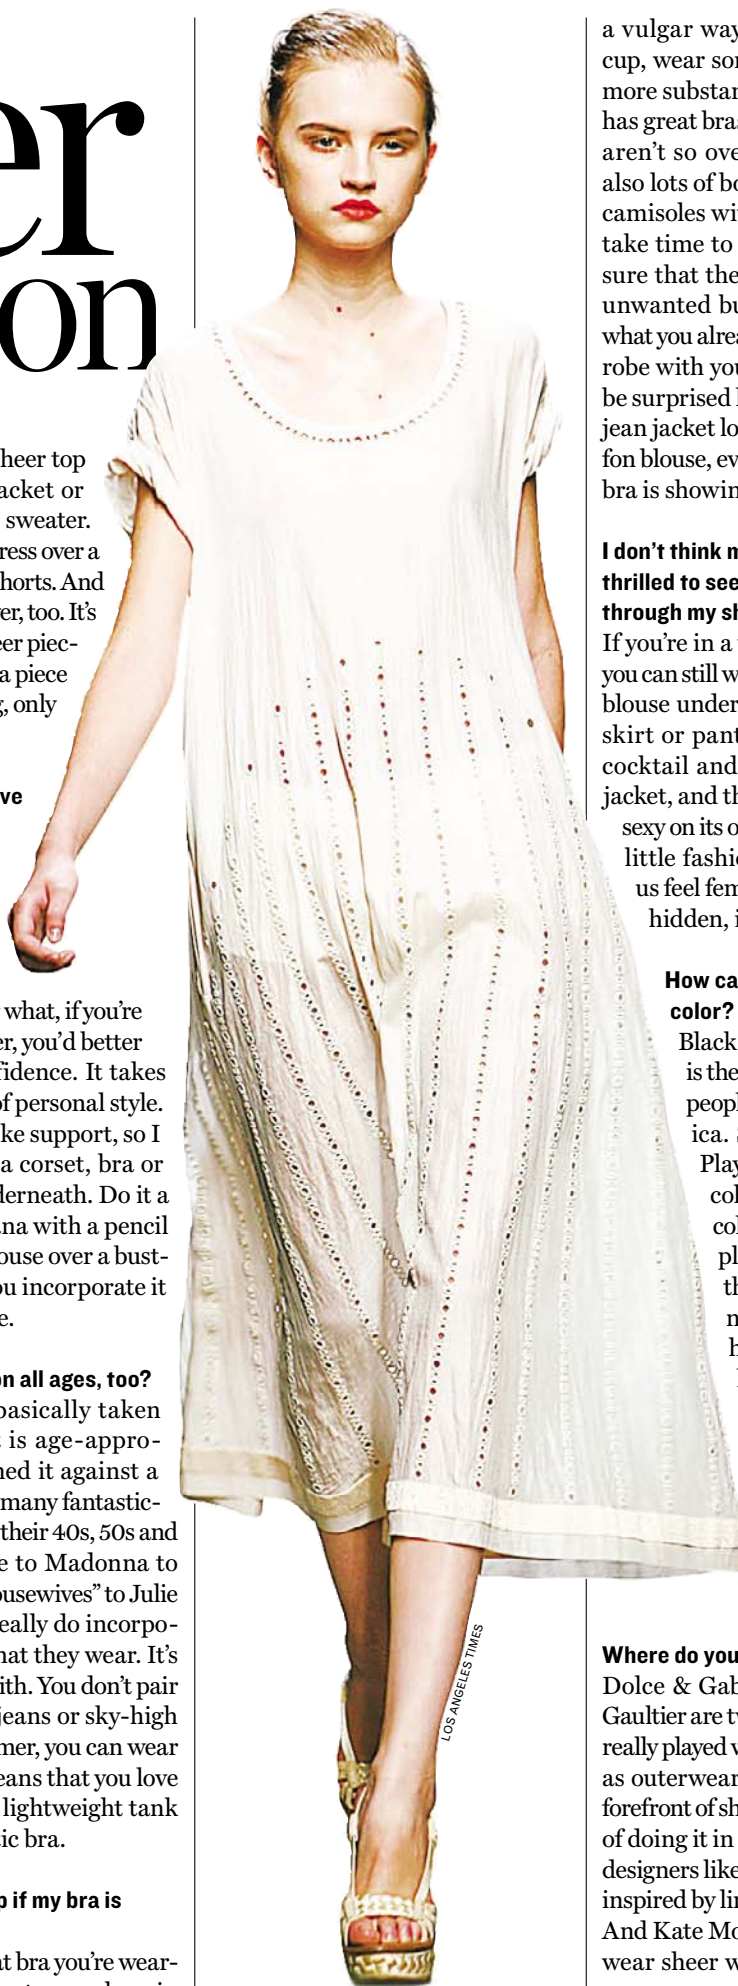 er
on
heer top
acket or
sweater.
ress over a
horts. And
er, too. It's
eer piec-
a piece
g, only
ve
what, if you're
er, you'd better
fidence. It takes
of personal style.
ke support, so I
a corset, bra or
derneath. Do it a
ana with a pencil
ouse over a bust-
ou incorporate it
e.
on all ages, too?
basically taken
t is age-appro-
ned it against a
many fantastic-
their 40s, 50s and
e to Madonna to
ousewives” to Julie
eally do incorpo-
hat they wear. It's
ith. You don't pair
jeans or sky-high
mer, you can wear
eans that you love
lightweight tank
tic bra.
p if my bra is
at bra you're wear-
LOS ANGELES TIMES
a vulgar way
cup, wear som
more substan
has great bras
aren't so ove
also lots of bo
camisoles wit
take time to
sure that the
unwanted bu
what you alrea
robe with you
be surprised h
jean jacket lo
fon blouse, ev
bra is showin
I don't think m
thrilled to see
through my sh
If you're in a
you can still w
blouse under
skirt or pant
cocktail and
jacket, and th
sexy on its o
little fashio
us feel fem
hidden, i
How ca
color?
Black
is the
peopl
ica.
Play
col
col
pl
th
n
h
Where do you
Dolce & Gab
Gaultier are tw
really played w
as outerwear
forefront of sh
of doing it in
designers like
inspired by lin
And Kate Mo
wear sheer w